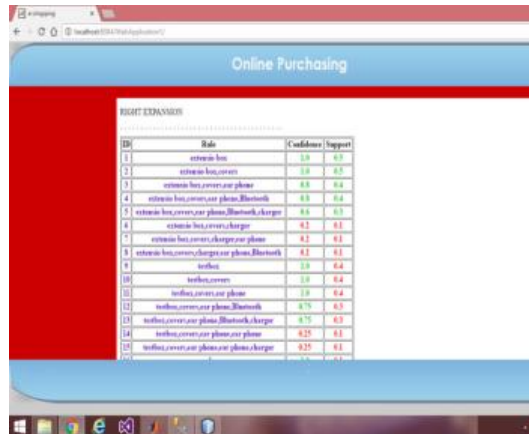 e-shopping
localhost:8084/WebApplication1/
Online Purchasing
RIGHT EXPANSION
ID Rule Confidence Support
1 extensio box 1.0 0.5
2 extensio box,covers 1.0 0.5
3 extensio box,covers,ear phone 0.8 0.4
4 extensio box,covers,ear phone,Bluetooth 0.8 0.4
5 extensio box,covers,ear phone,Bluetooth,charger 0.6 0.3
6 extensio box,covers,charger 0.2 0.1
7 extensio box,covers,charger,ear phone 0.2 0.1
8 extensio box,covers,charger,ear phone,Bluetooth 0.2 0.1
9 1.0 0.4
10 covers 1.0 0.4
11 covers,ear phone 1.0 0.4
12 covers,ear phone,Bluetooth 0.75 0.3
13 covers,ear phone,Bluetooth,charger 0.75 0.3
14 covers,ear phone,ear phone 0.25 0.1
15 covers,ear phone,ear phone,charger 0.25 0.1